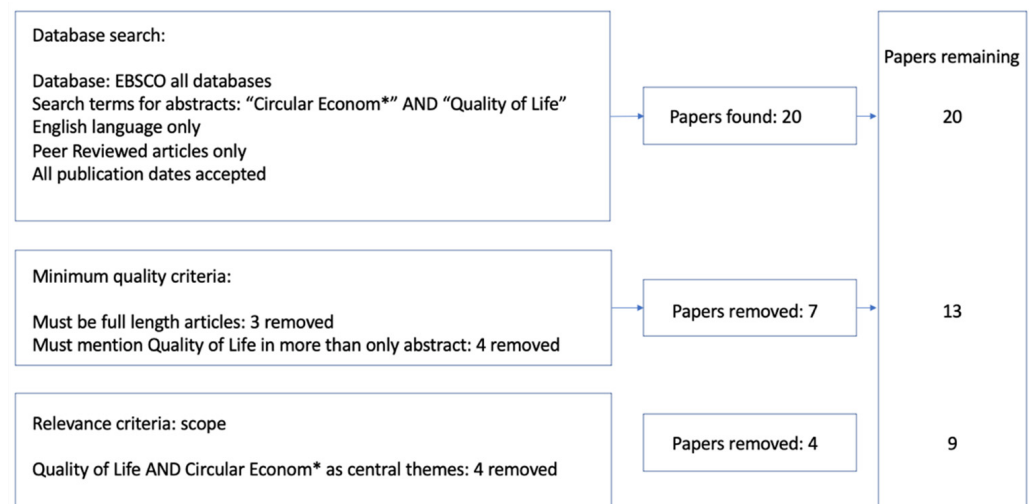 Database search:
Database: EBSCO all databases
Search terms for abstracts: “Circular Econom*” AND “Quality of Life”
English language only
Peer Reviewed articles only
All publication dates accepted
Papers found: 20
Papers remaining
20
Minimum quality criteria:
Must be full length articles: 3 removed
Must mention Quality of Life in more than only abstract: 4 removed
Papers removed: 7
13
Relevance criteria: scope
Quality of Life AND Circular Econom* as central themes: 4 removed
Papers removed: 4
9